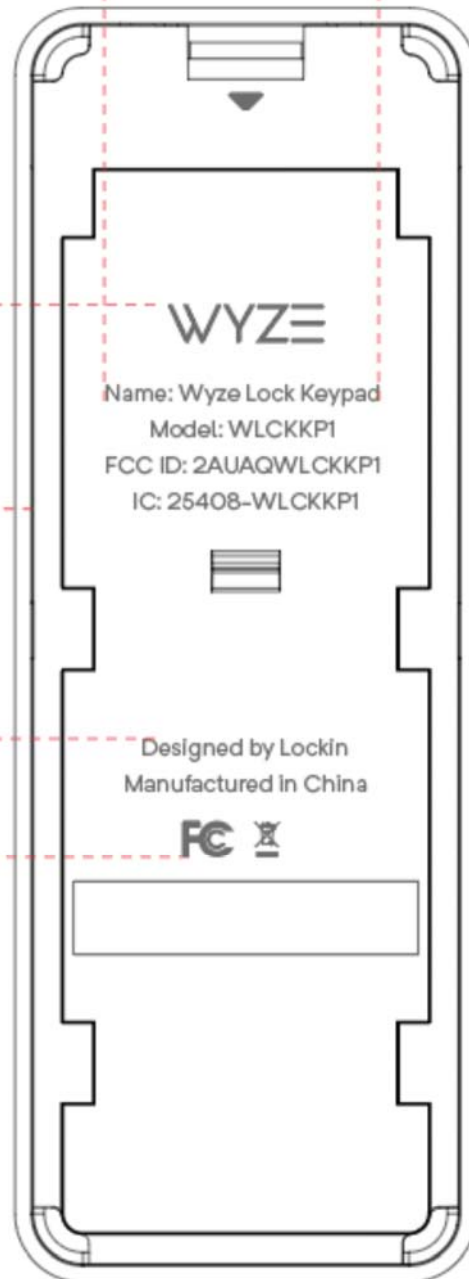 WYZE
Name: Wyze Lock Keypad
Model: WLCKKP1
FCC ID: 2AUAQWLCKKP1
IC: 25408-WLCKKP1
Designed by Lockin
Manufactured in China
FC